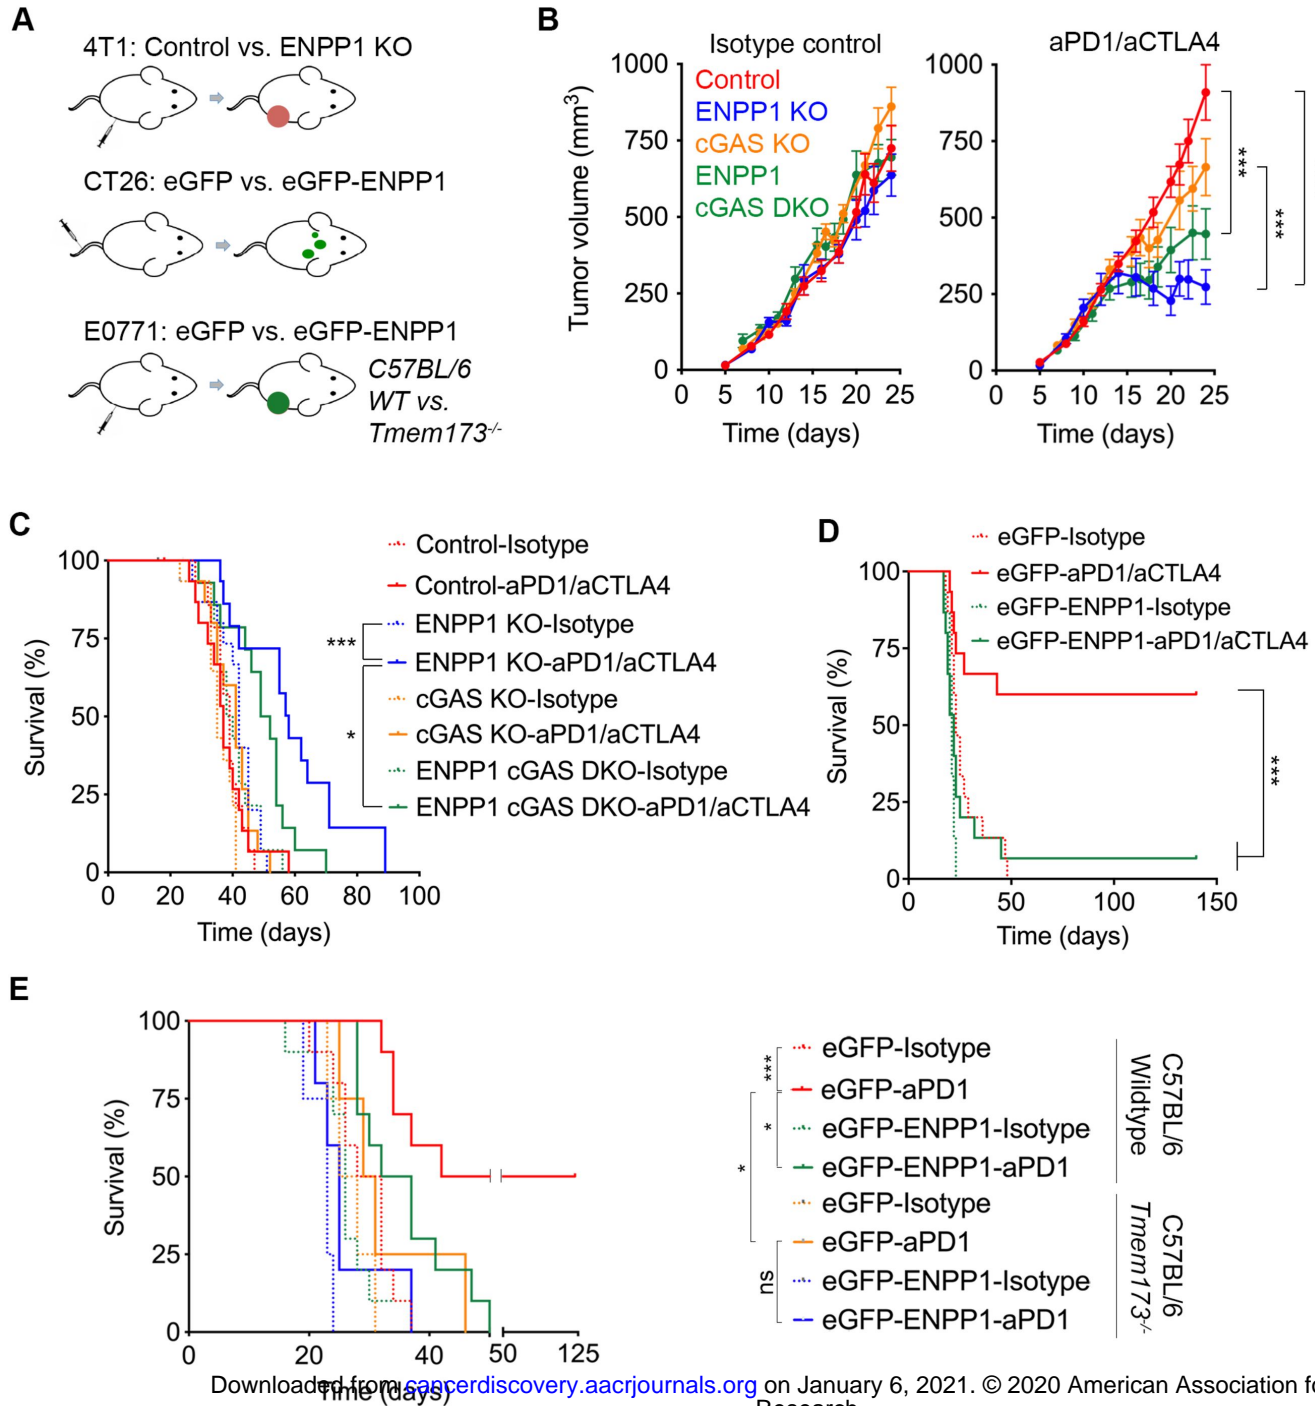 A
4T1: Control vs. ENPP1 KO
CT26: eGFP vs. eGFP-ENPP1
E0771: eGFP vs. eGFP-ENPP1
C57BL/6
WT vs.
Tmem173-/-
B
Isotype control
aPD1/aCTLA4
Control
ENPP1 KO
cGAS KO
ENPP1
cGAS DKO
Tumor volume (mm3)
1000
750
500
250
0
0 5 10 15 20 25
Time (days)
1000
750
500
250
0
0 5 10 15 20 25
Time (days)
***
***
C
Survival (%)
100
75
50
25
0
0 20 40 60 80 100
Time (days)
Control-Isotype
Control-aPD1/aCTLA4
ENPP1 KO-Isotype
ENPP1 KO-aPD1/aCTLA4
cGAS KO-Isotype
cGAS KO-aPD1/aCTLA4
ENPP1 cGAS DKO-Isotype
ENPP1 cGAS DKO-aPD1/aCTLA4
***
*
D
eGFP-Isotype
eGFP-aPD1/aCTLA4
eGFP-ENPP1-Isotype
eGFP-ENPP1-aPD1/aCTLA4
Survival (%)
100
75
50
25
0
0 50 100 150
Time (days)
***
E
Survival (%)
100
75
50
25
0
0 20 40 50 125
Time (days)
eGFP-Isotype
eGFP-aPD1
eGFP-ENPP1-Isotype
eGFP-ENPP1-aPD1
eGFP-Isotype
eGFP-aPD1
eGFP-ENPP1-Isotype
eGFP-ENPP1-aPD1
***
*
*
ns
C57BL/6
Wildtype
C57BL/6
Tmem173-/-
Downloaded from cancerdiscovery.aacrjournals.org on January 6, 2021. © 2020 American Association fo